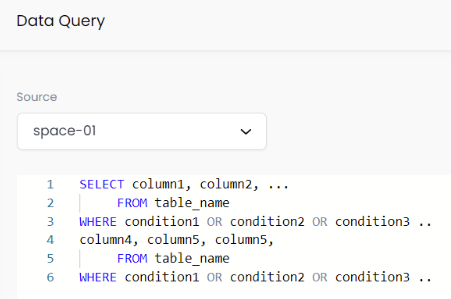 Data Query
Source
space-01
1 SELECT column1, column2, ...
2 FROM table_name
3 WHERE condition1 OR condition2 OR condition3 ..
4 column4, column5, column5,
5 FROM table_name
6 WHERE condition1 OR condition2 OR condition3 ..